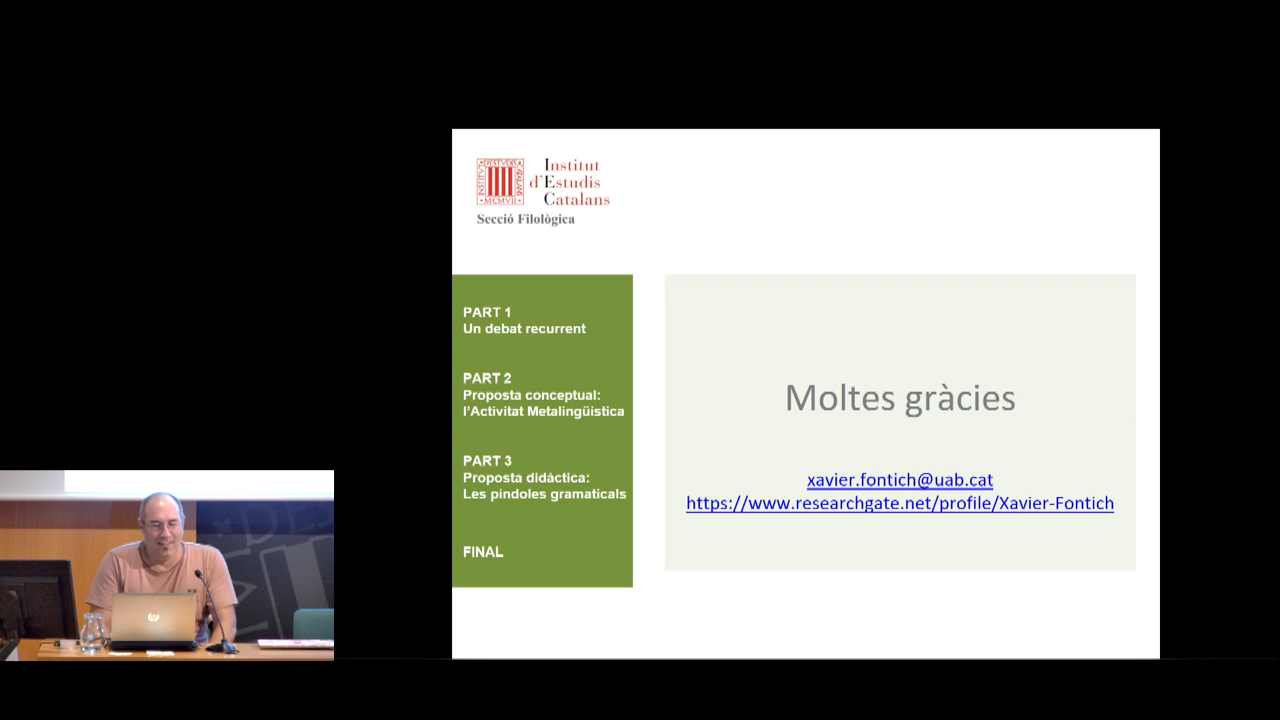 Institut
d'Estudis
Catalans
Secció Filològica
PART 1
Un debat recurrent
PART 2
Proposta conceptual:
l'Activitat Metalingüística
PART 3
Proposta didàctica:
Les píndoles gramaticals
FINAL
Moltes gràcies
xavier.fontich@uab.cat
https://www.researchgate.net/profile/Xavier-Fontich
hp